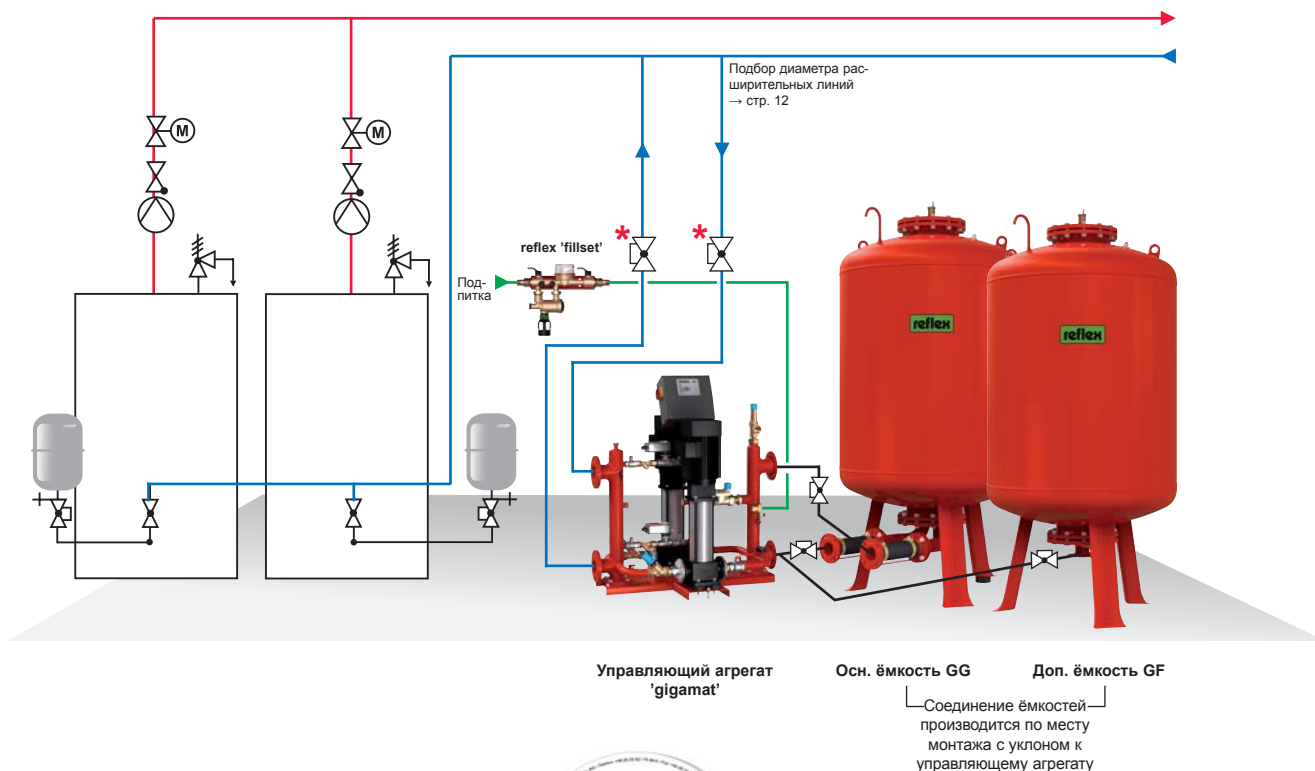 Подбор диаметра рас-
ширительных линий
→ стр. 12
M
M
* *
reflex 'fillset'
Под-
питка
reflex
reflex
Управляющий агрегат
'gigamat'
Осн. ёмкость GG
Доп. ёмкость GF
Соединение ёмкостей
производится по месту
монтажа с уклоном к
управляющему агрегату